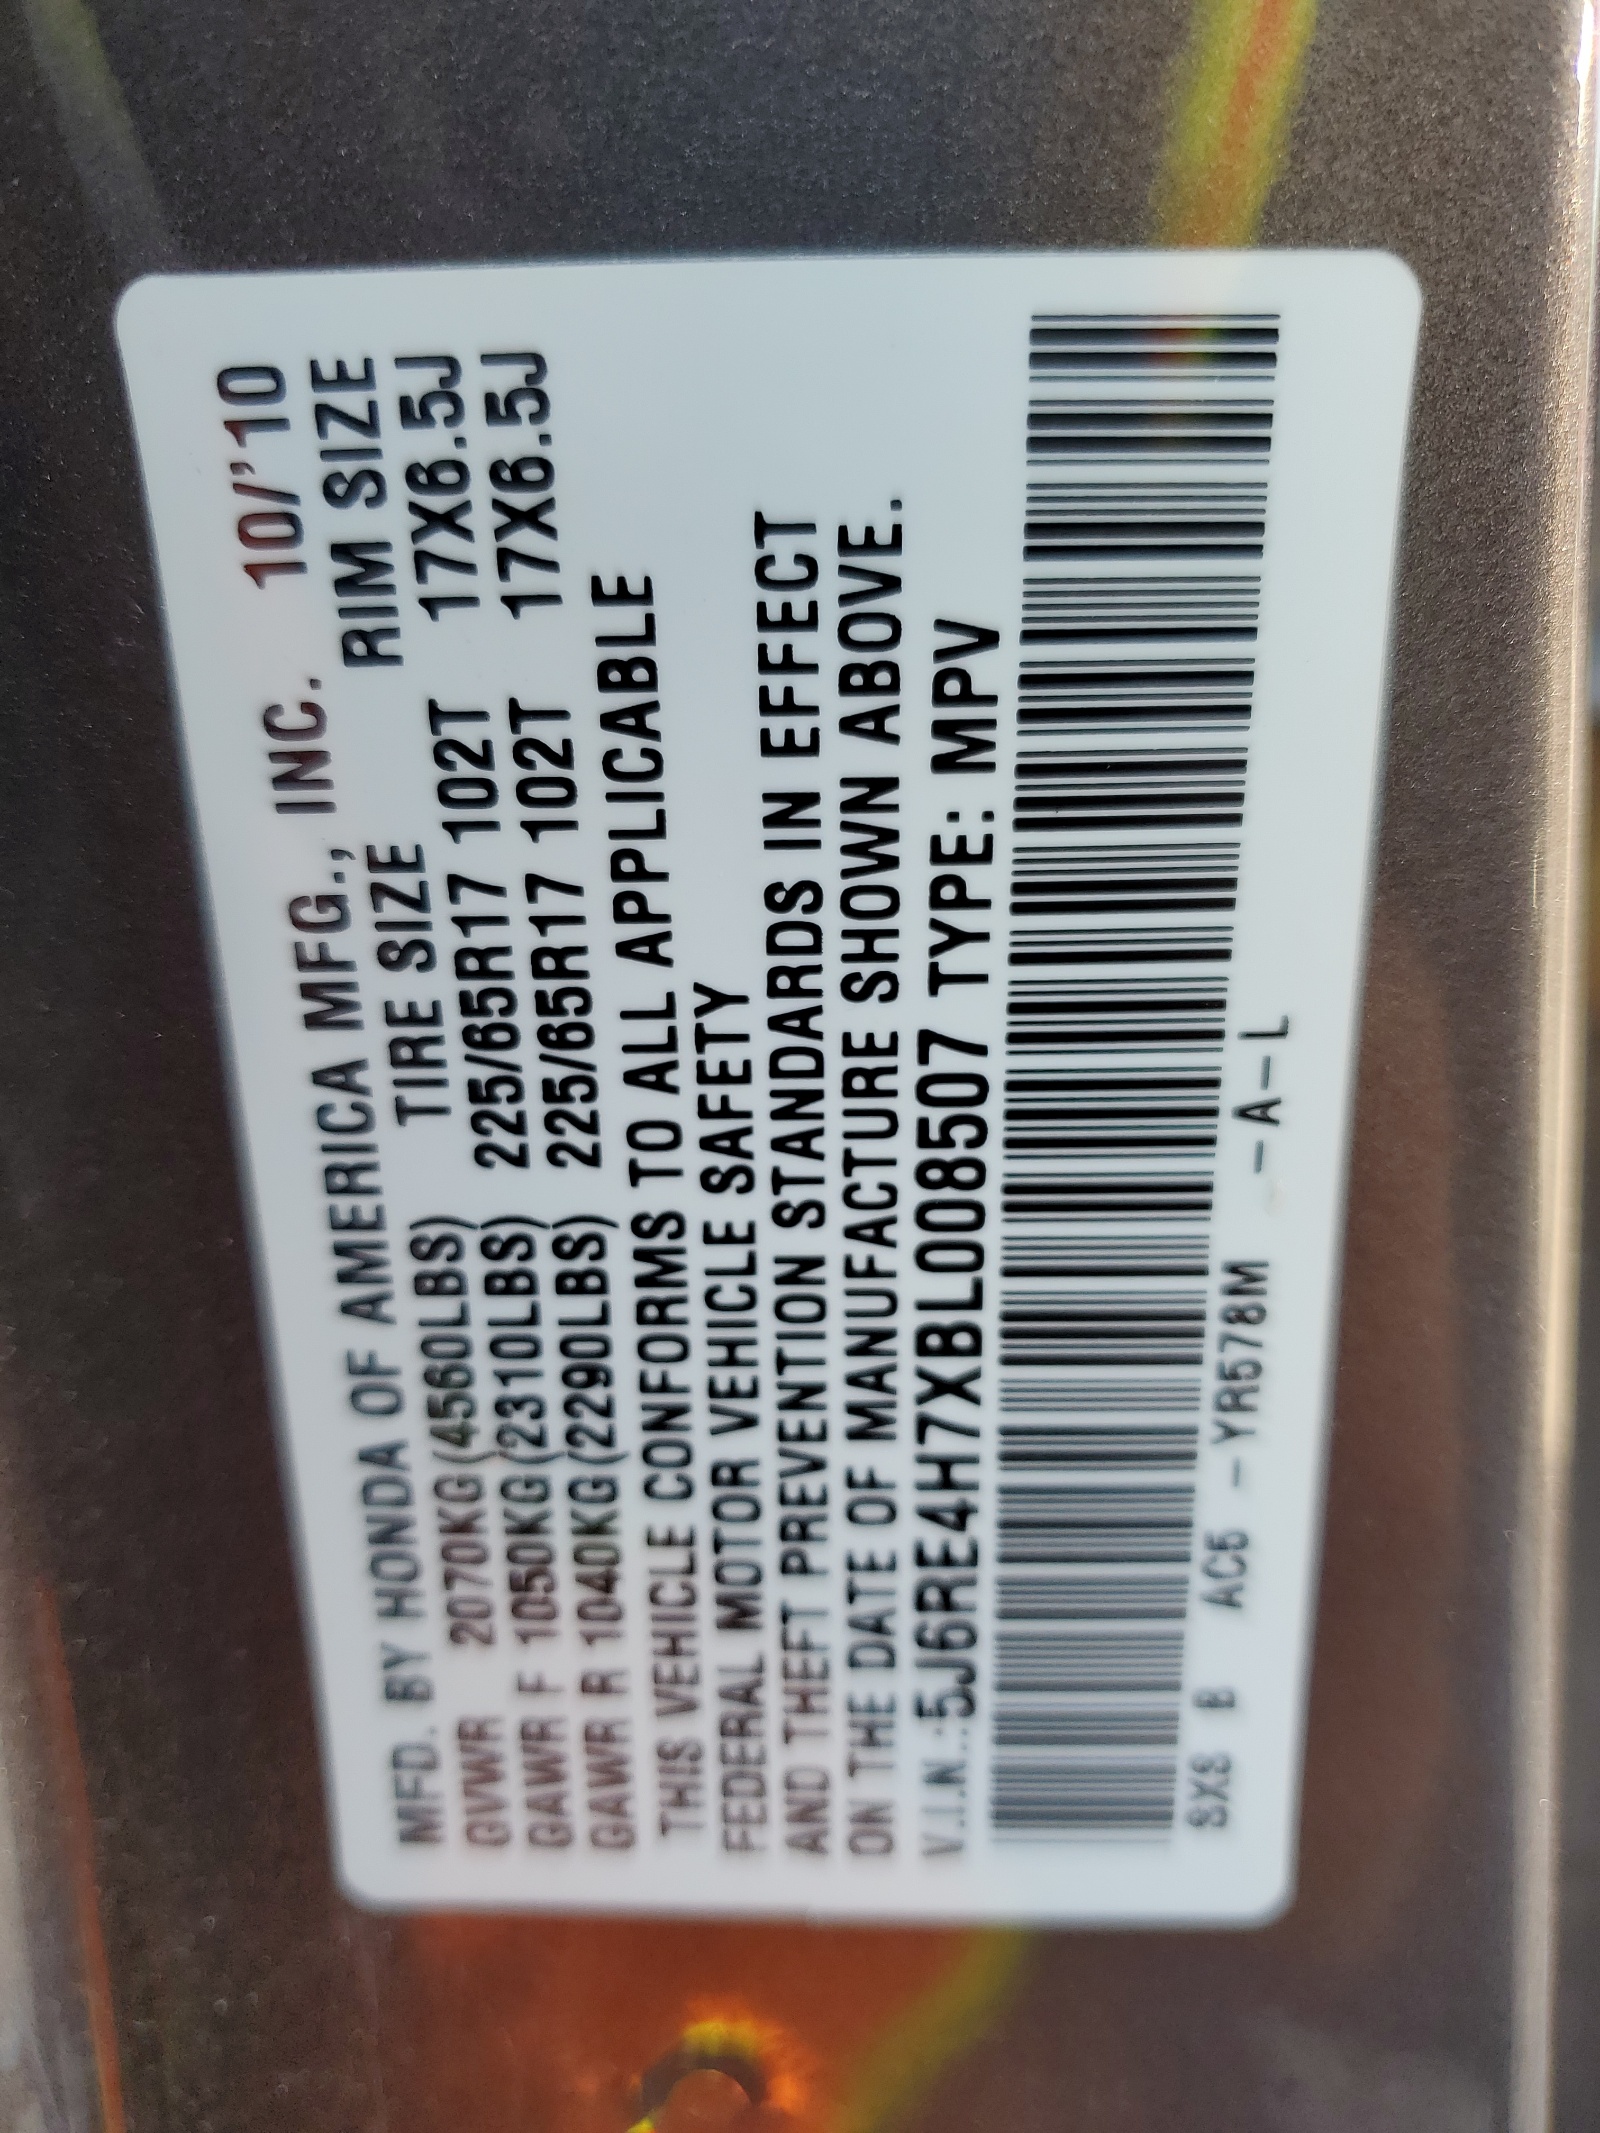 MFD. BY HONDA OF AMERICA MFG., INC. 10/'10
TIRE SIZE RIM SIZE
GVWR 2070KG(4560LBS)
GAWR F 1050KG(2310LBS) 225/65R17 102T 17X6.5J
GAWR R 1040KG(2290LBS) 225/65R17 102T 17X6.5J
THIS VEHICLE CONFORMS TO ALL APPLICABLE
FEDERAL MOTOR VEHICLE SAFETY
AND THEFT PREVENTION STANDARDS IN EFFECT
ON THE DATE OF MANUFACTURE SHOWN ABOVE.
V.I.N.:5J6RE4H7XBL008507 TYPE: MPV
SXS B AC5 - YR578M --A-L